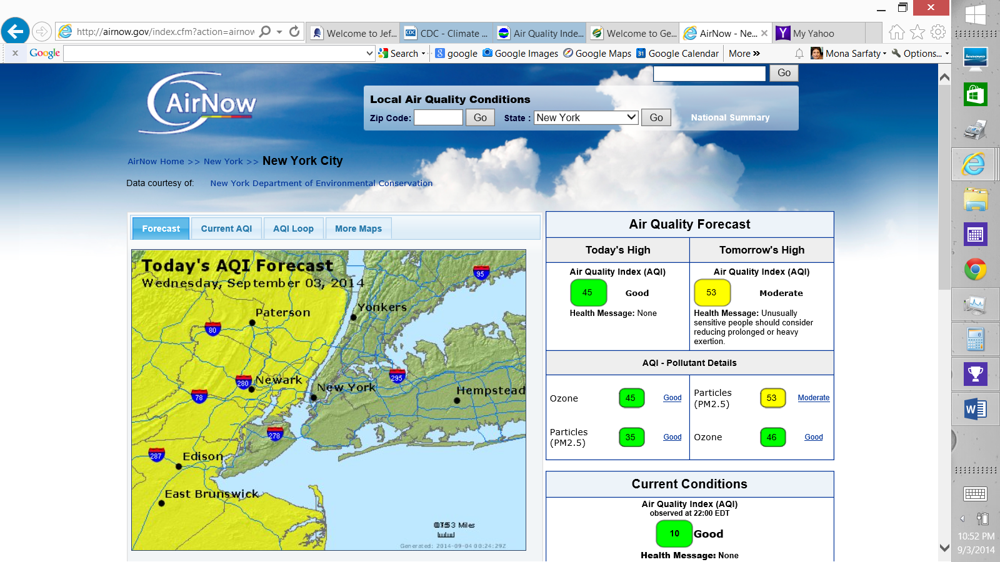 http://airnow.gov/index.cfm?action=airnow
Welcome to Jef...
CDC - Climate ...
Air Quality Inde...
Welcome to Ge...
AirNow - Ne...
My Yahoo
Google
Search
google
Google Images
Google Maps
Google Calendar
More »
Mona Sarfaty
Options...
Go
AirNow
Local Air Quality Conditions
Zip Code: Go State : New York Go National Summary
AirNow Home >> New York >> New York City
Data courtesy of: New York Department of Environmental Conservation
Forecast Current AQI AQI Loop More Maps
Today's AQI Forecast
Wednesday, September 03, 2014
95
Yonkers
Paterson
80
Newark
280
295
78
New York
Hempstead
278
287
Edison
East Brunswick
Miles
Generated: 2014-09-04 00:24:29Z
Air Quality Forecast
Today's High Tomorrow's High
Air Quality Index (AQI)
45 Good
Health Message: None
Air Quality Index (AQI)
53 Moderate
Health Message: Unusually
sensitive people should consider
reducing prolonged or heavy
exertion.
AQI - Pollutant Details
Ozone 45 Good
Particles
(PM2.5) 53 Moderate
Particles
(PM2.5) 35 Good
Ozone 46 Good
Current Conditions
Air Quality Index (AQI)
observed at 22:00 EDT
10 Good
Health Message: None
10:52 PM
9/3/2014